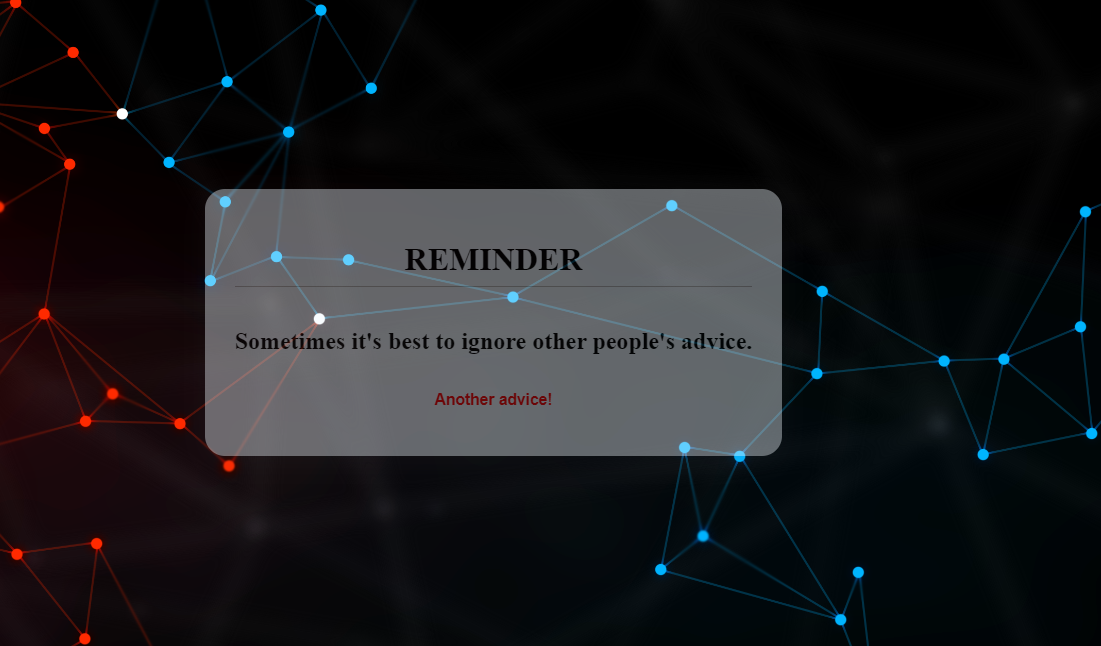 REMINDER
Sometimes it's best to ignore other people's advice.
Another advice!